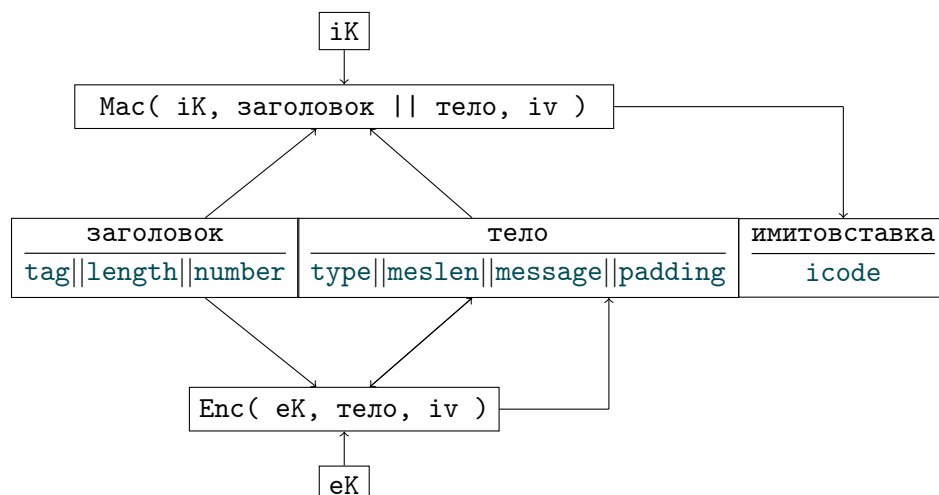 iK
Mac( iK, заголовок || тело, iv )
заголовок тело имитовставка
tag||length||number type||meslen||message||padding icode
Enc( eK, тело, iv )
eK